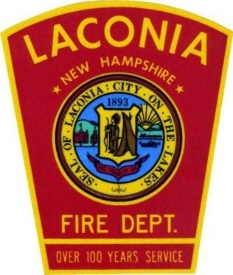 LACONIA
NEW HAMPSHIRE
SEAL OF LACONIA : CITY ON THE LAKES
1893
FIRE DEPT.
OVER 100 YEARS SERVICE